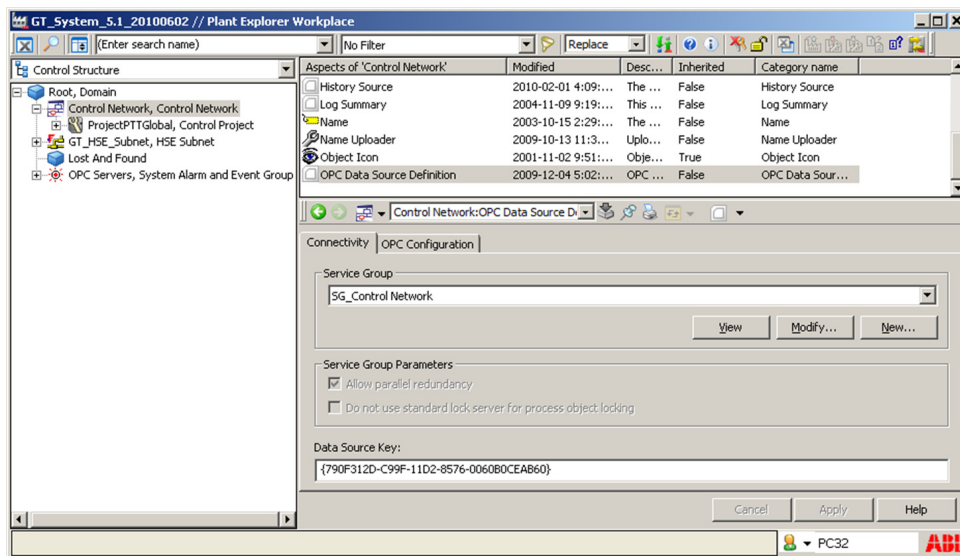 GT_System_5.1_20100602 // Plant Explorer Workplace
(Enter search name) No Filter Replace
Control Structure
Root, Domain
Control Network, Control Network
ProjectPTTGlobal, Control Project
GT_HSE_Subnet, HSE Subnet
Lost And Found
OPC Servers, System Alarm and Event Group
Aspects of 'Control Network' Modified Desc... Inherited Category name
History Source 2010-02-01 4:09:... The ... False History Source
Log Summary 2004-11-09 9:19:... This ... False Log Summary
Name 2003-10-15 2:29:... The ... False Name
Name Uploader 2009-10-13 11:3... Uplo... False Name Uploader
Object Icon 2001-11-02 9:51:... Obje... True Object Icon
OPC Data Source Definition 2009-12-04 5:02:... OPC ... False OPC Data Sour...
Control Network:OPC Data Source D
Connectivity OPC Configuration
Service Group
SG_Control Network
View Modify... New...
Service Group Parameters
Allow parallel redundancy
Do not use standard lock server for process object locking
Data Source Key:
{790F312D-C99F-11D2-8576-0060B0CEAB60}
Cancel Apply Help
PC32 ABB